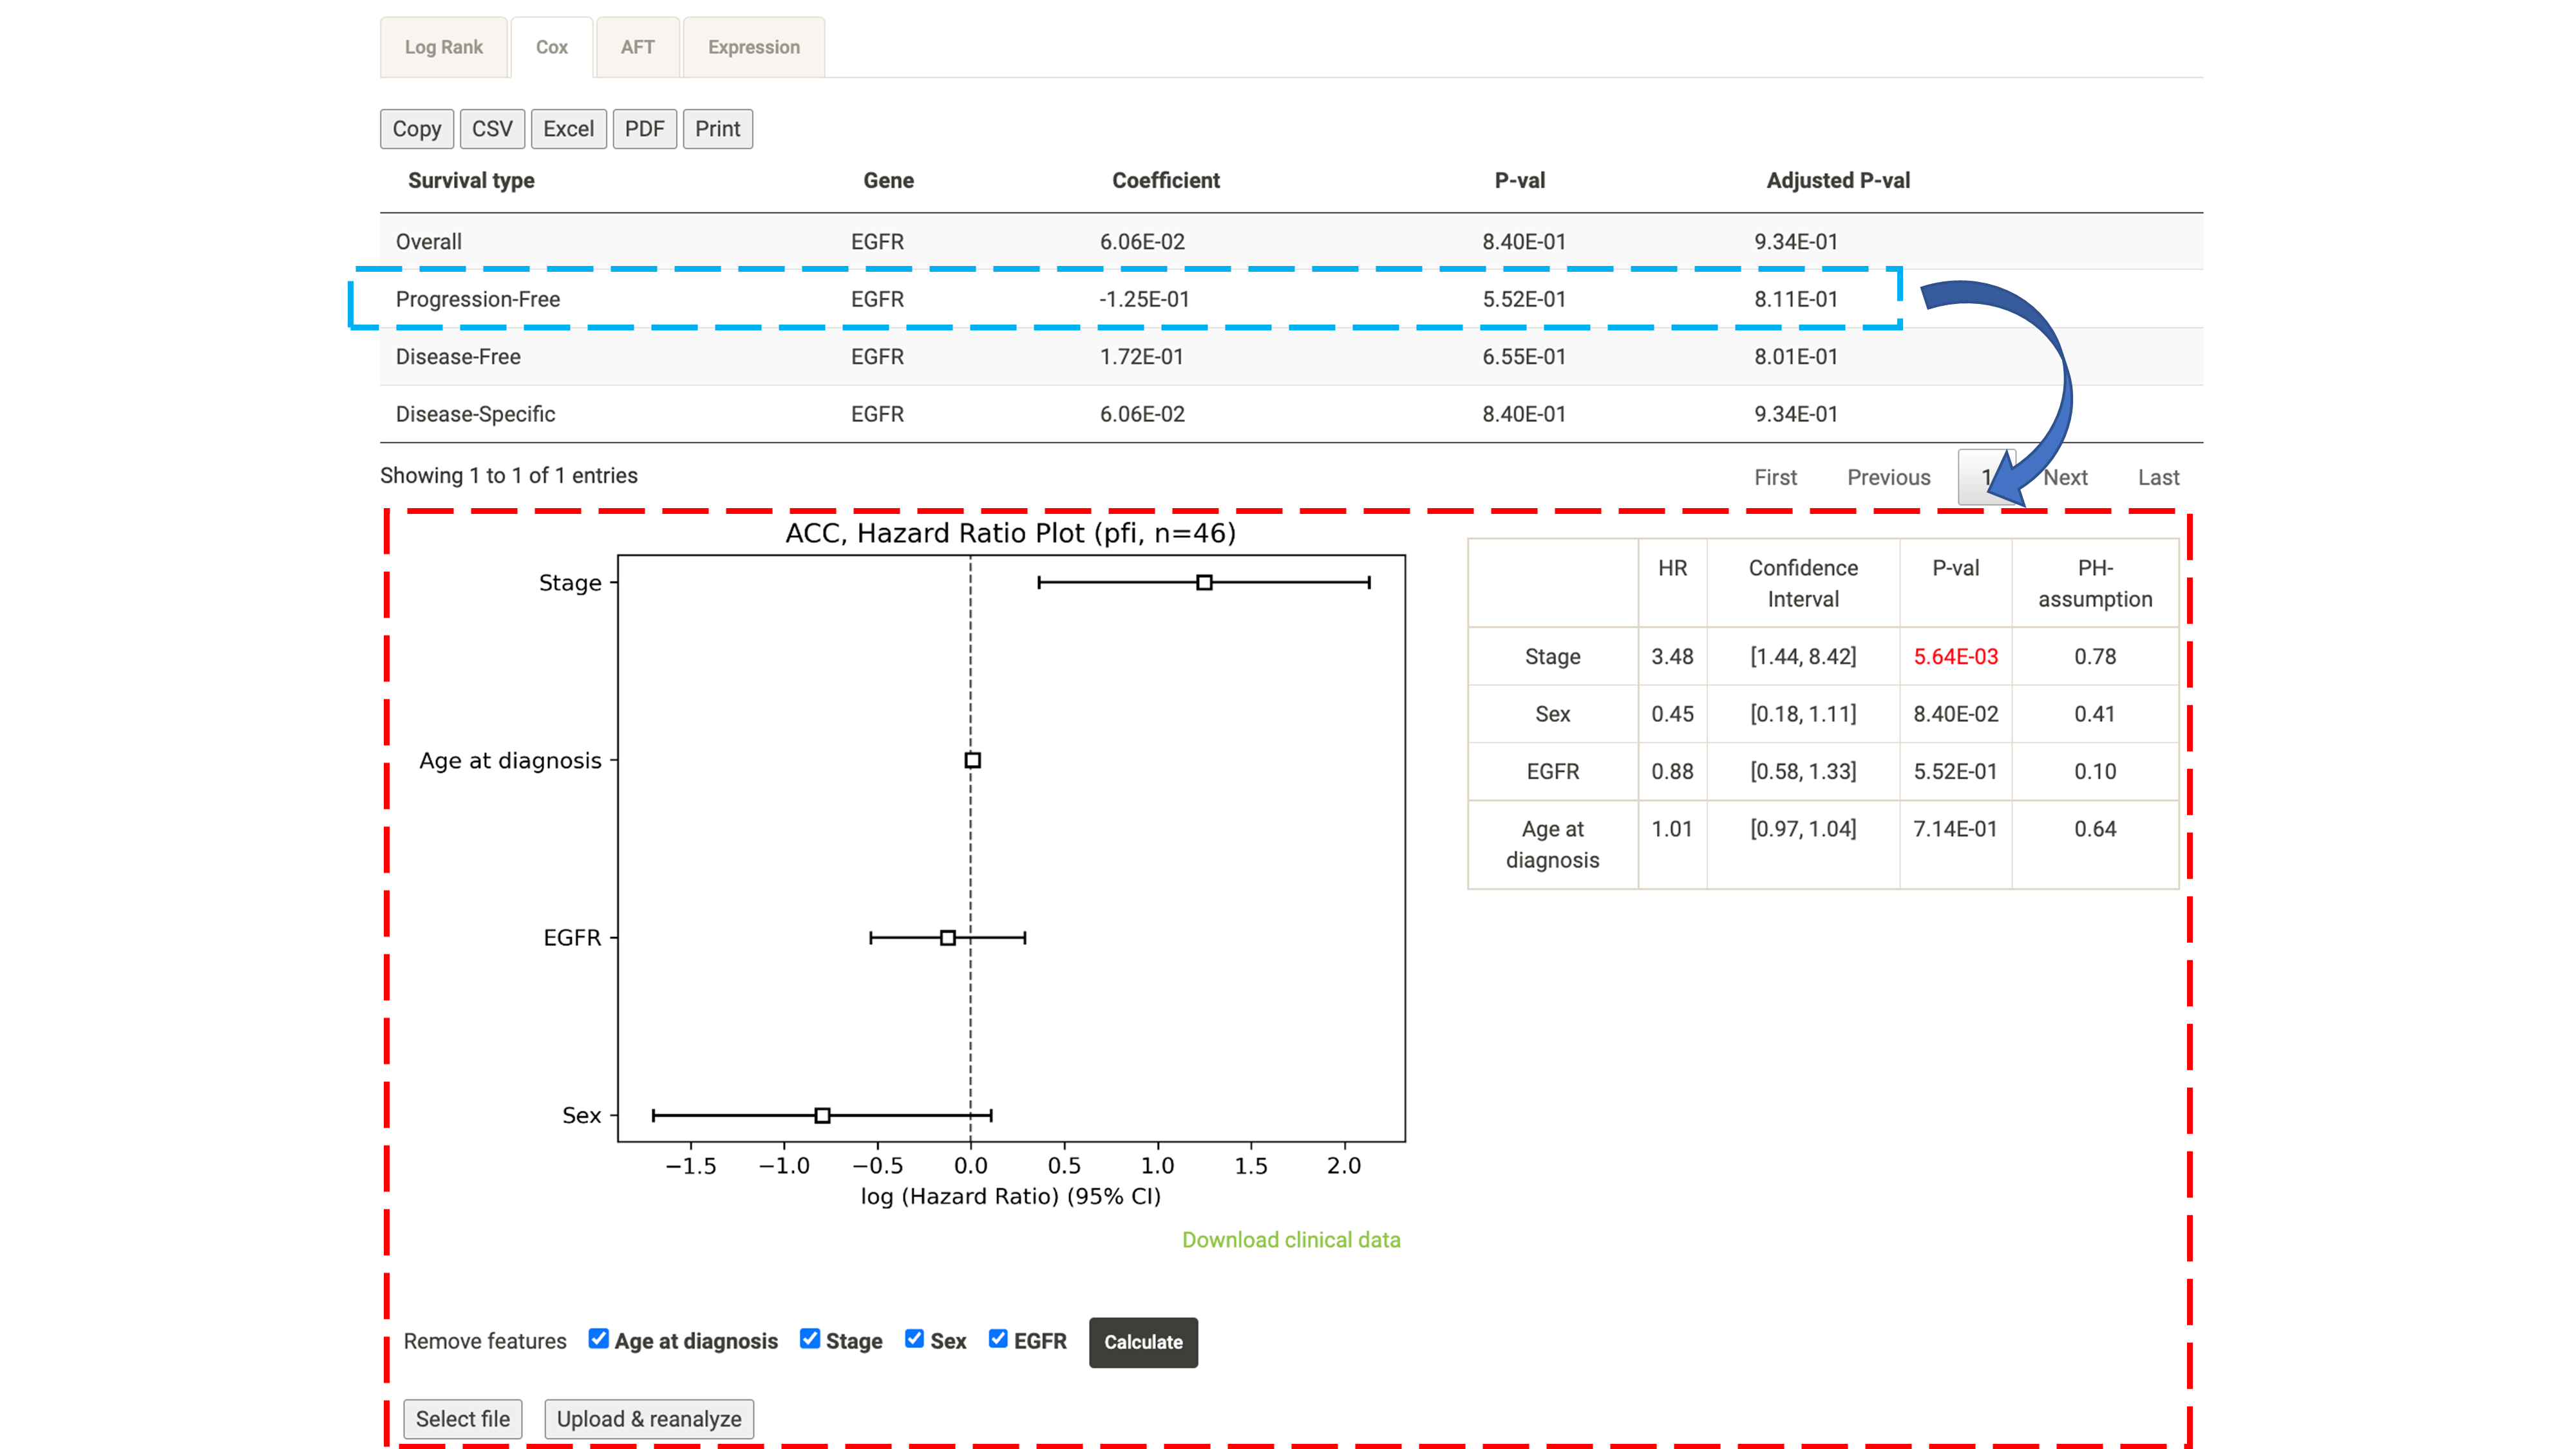 Log Rank Cox AFT Expression
Copy CSV Excel PDF Print
Survival type Gene Coefficient P-val Adjusted P-val
Overall EGFR 6.06E-02 8.40E-01 9.34E-01
Progression-Free EGFR -1.25E-01 5.52E-01 8.11E-01
Disease-Free EGFR 1.72E-01 6.55E-01 8.01E-01
Disease-Specific EGFR 6.06E-02 8.40E-01 9.34E-01
Showing 1 to 1 of 1 entries
First Previous 1 Next Last
ACC, Hazard Ratio Plot (pfi, n=46)
Stage
Age at diagnosis
EGFR
Sex
−1.5 −1.0 −0.5 0.0 0.5 1.0 1.5 2.0
log (Hazard Ratio) (95% CI)
HR Confidence Interval P-val PH-assumption
Stage 3.48 [1.44, 8.42] 5.64E-03 0.78
Sex 0.45 [0.18, 1.11] 8.40E-02 0.41
EGFR 0.88 [0.58, 1.33] 5.52E-01 0.10
Age at diagnosis 1.01 [0.97, 1.04] 7.14E-01 0.64
Download clinical data
Remove features Age at diagnosis Stage Sex EGFR Calculate
Select file Upload & reanalyze